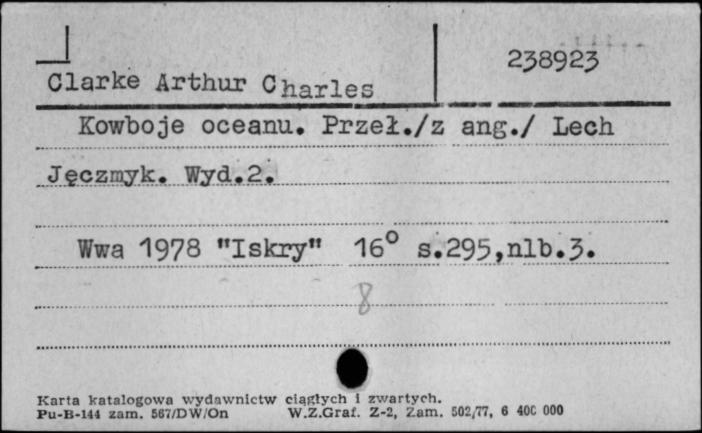 238923
Clarke Arthur Charles
Kowboje oceanu. Przeł./z ang./ Lech
Jęczmyk. Wyd.2.
Wwa 1978 "Iskry" 16° s.295,nlb.3.
8
Karta katalogowa wydawnictw ciągłych i zwartych.
Pu-B-144 zam. 567/DW/On W.Z.Graf. Z-2, Zam. 502/77, 6 400 000